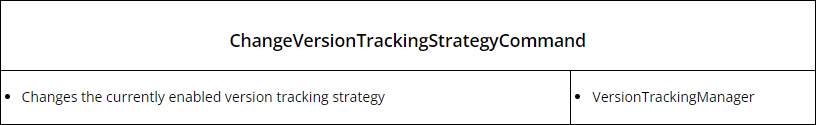 ChangeVersionTrackingStrategyCommand
• Changes the currently enabled version tracking strategy
• VersionTrackingManager